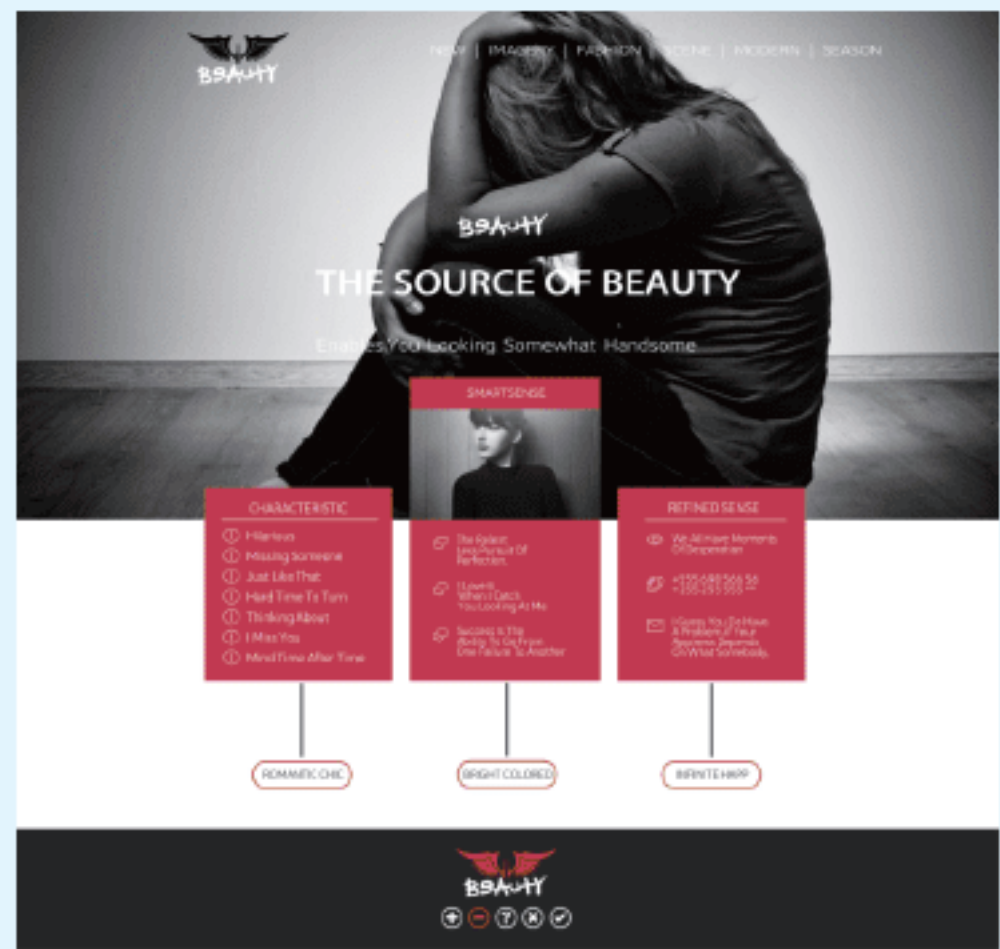 BEAUTY
NEW | IMAGERY | FASHION | SCENE | MODERN | SEASON
BEAUTY
THE SOURCE OF BEAUTY
Enables You Looking Somewhat Handsome
SMARTSENSE
CHARACTERISTIC
Hilarious
Missing Someone
Just Like That
Hard Time To Turn
Thinking About
I Miss You
Mind Time After Time
The
Less Pursuit Of
Perfection.
I Love It
When I Catch
You Looking At Me
Success Is The
Ability To Go From
One Failure To Another
REFINED SENSE
We All Have Moments
Of Desperation
I Guess You Do Have
A Problem If Your
Depends
On What Somebody,
ROMANTIC CHIC
BRIGHT COLORED
INFINITE HAPP
BEAUTY